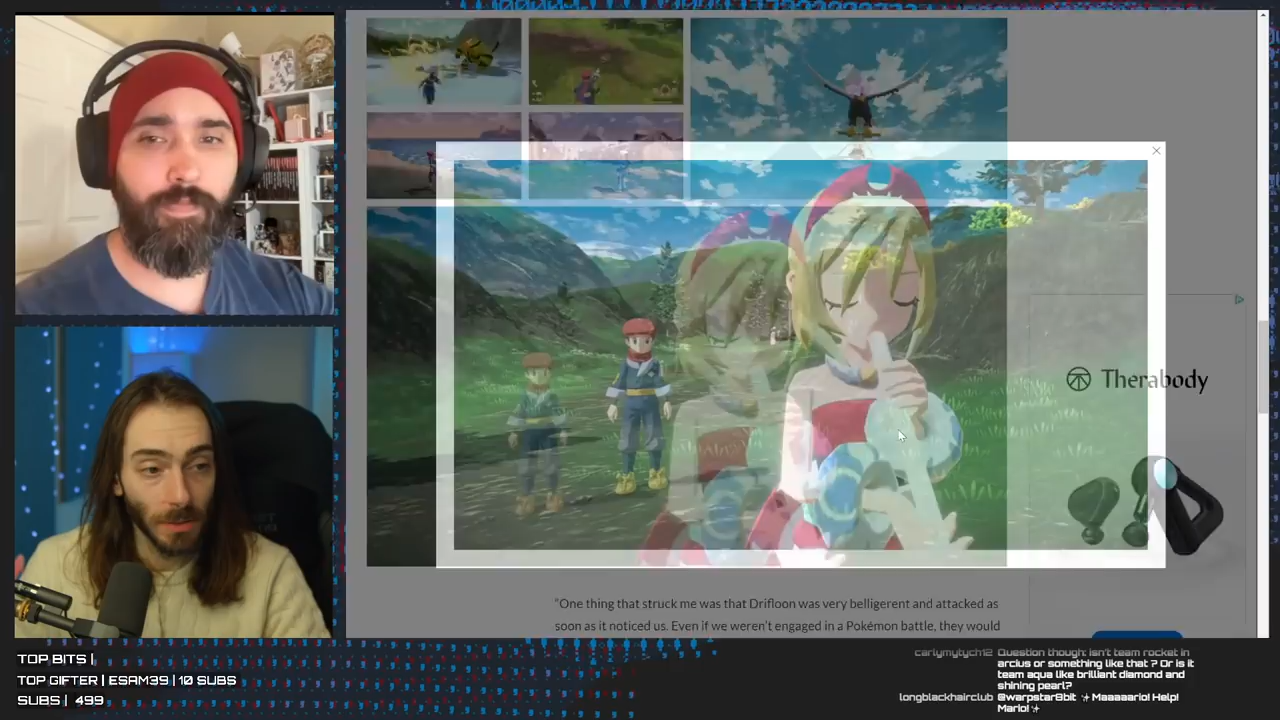 Therabody
“One thing that struck me was that Drifloon was very belligerent and attacked as
soon as it noticed us. Even if we weren’t engaged in a Pokémon battle, they would
TOP BITS |
TOP GIFTER | ESAM39 | 10 SUBS
SUBS | 499
carlymytych12 Question though: isn't team rocket in
arcius or something like that ? Or is it
team aqua like brilliant diamond and
shining pearl?
longblackhairclub @warpstar8bit ✨Maaaaario! Help!
Mario!✨